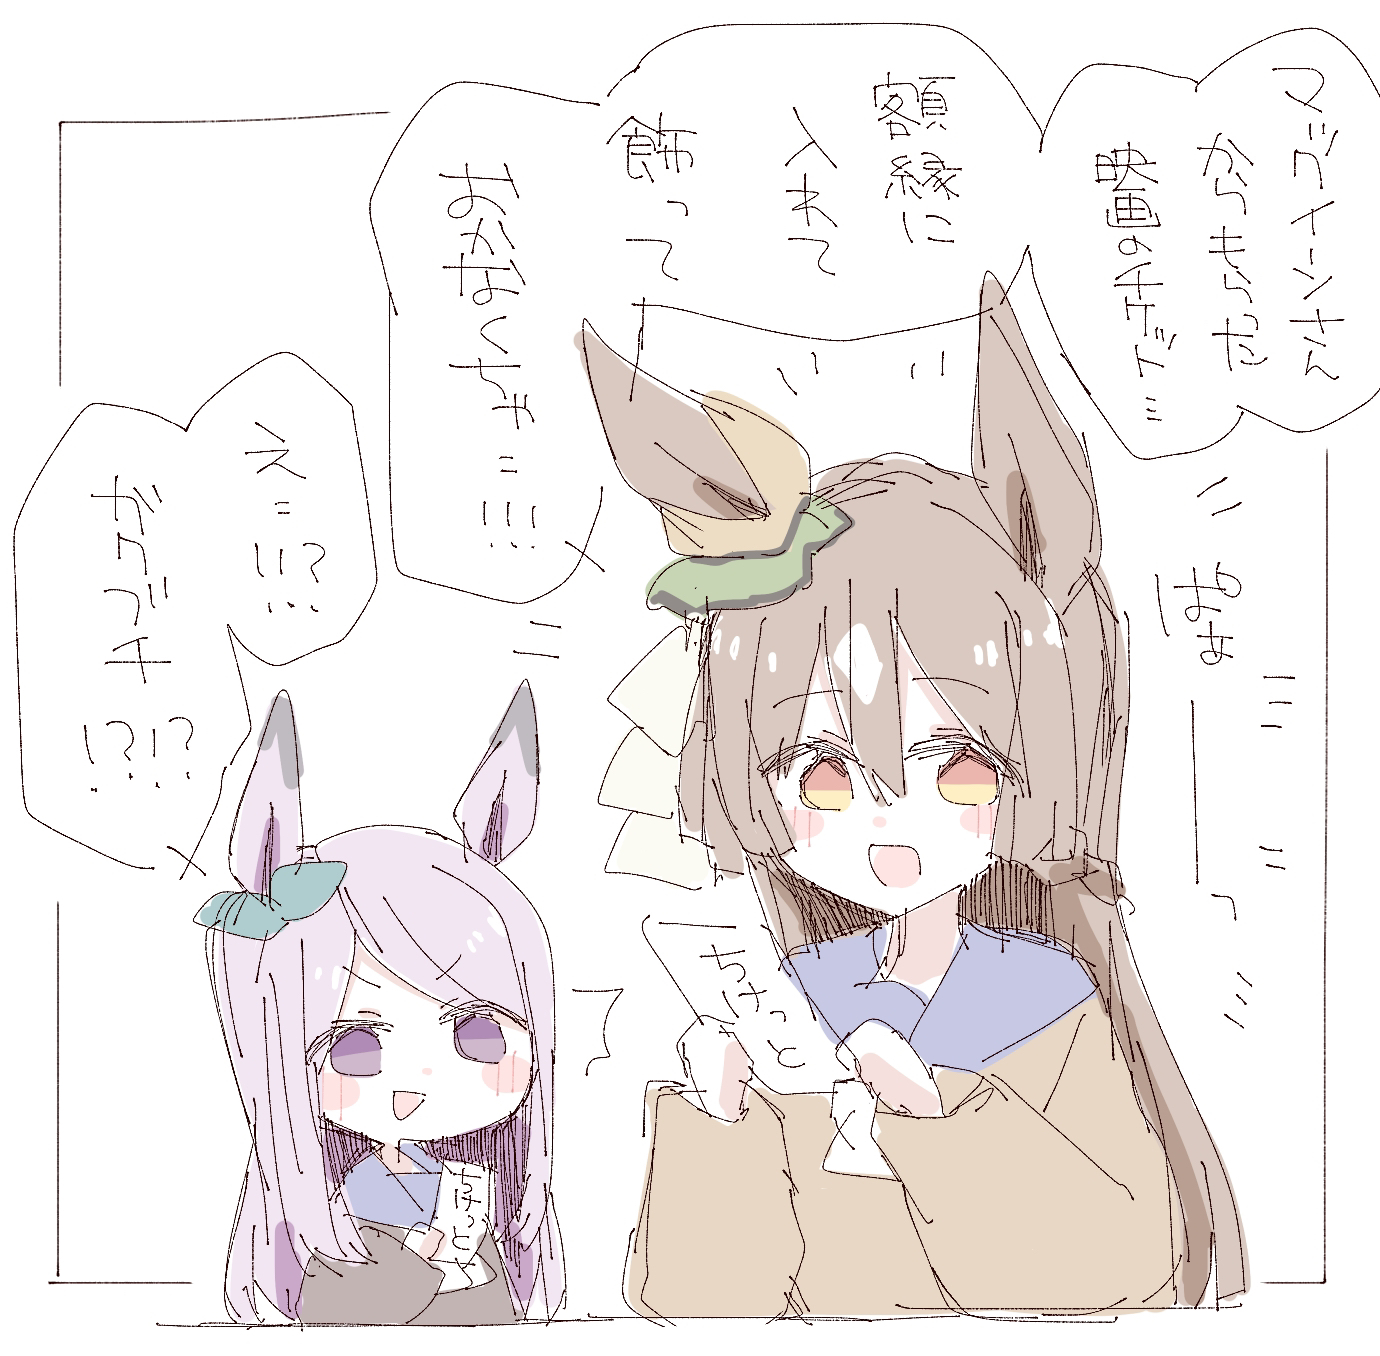 マックイーンさん
からもらった
映画のチケット…
額縁に
入れて
飾って
おかなくちゃ…!!!
ぱぁーっ
え…!!?
ガクブチ
!?!?
ちけっと
ちけっと